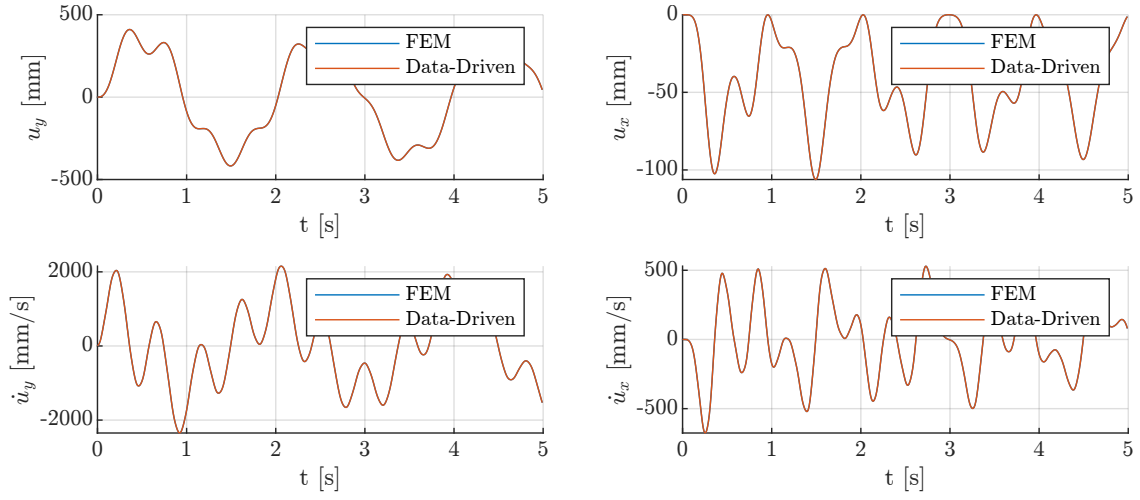 500
0
-500
u_y [mm]
0 1 2 3 4 5
t [s]
FEM
Data-Driven
0
-50
-100
u_x [mm]
0 1 2 3 4 5
t [s]
FEM
Data-Driven
2000
0
-2000
u̇_y [mm/s]
0 1 2 3 4 5
t [s]
FEM
Data-Driven
500
0
-500
u̇_x [mm/s]
0 1 2 3 4 5
t [s]
FEM
Data-Driven